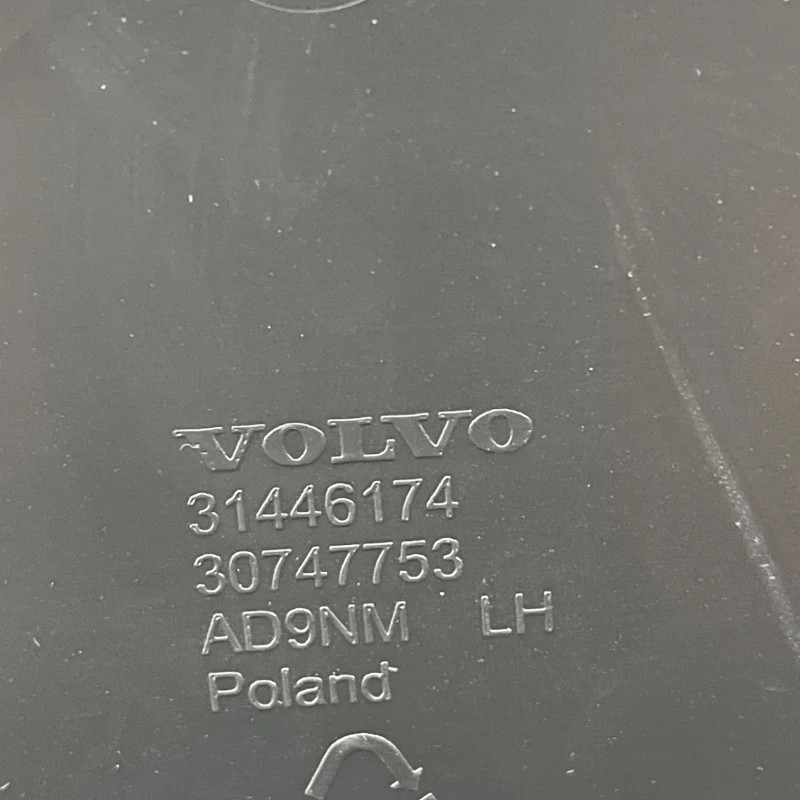 VOLVO
31446174
30747753
AD9NM LH
Poland